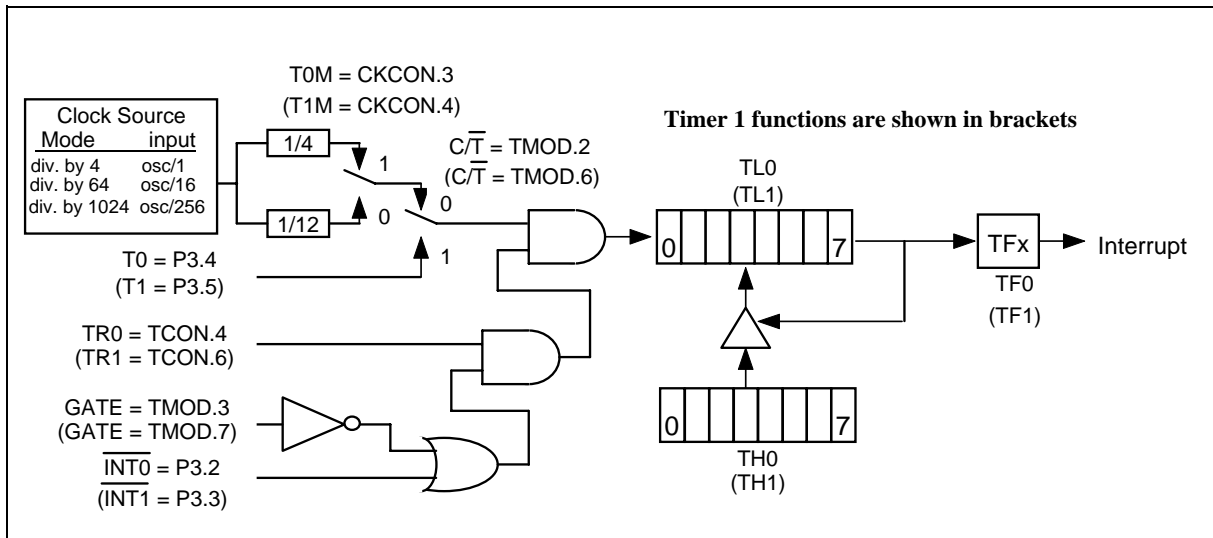 T0M = CKCON.3
(T1M = CKCON.4)
Clock Source
Mode input
div. by 4 osc/1
div. by 64 osc/16
div. by 1024 osc/256
1/4
1/12
1
0
C/T = TMOD.2
(C/T = TMOD.6)
0
1
T0 = P3.4
(T1 = P3.5)
TR0 = TCON.4
(TR1 = TCON.6)
GATE = TMOD.3
(GATE = TMOD.7)
INT0 = P3.2
(INT1 = P3.3)
Timer 1 functions are shown in brackets
TL0
(TL1)
0 7
TFx
Interrupt
TF0
(TF1)
0 7
TH0
(TH1)